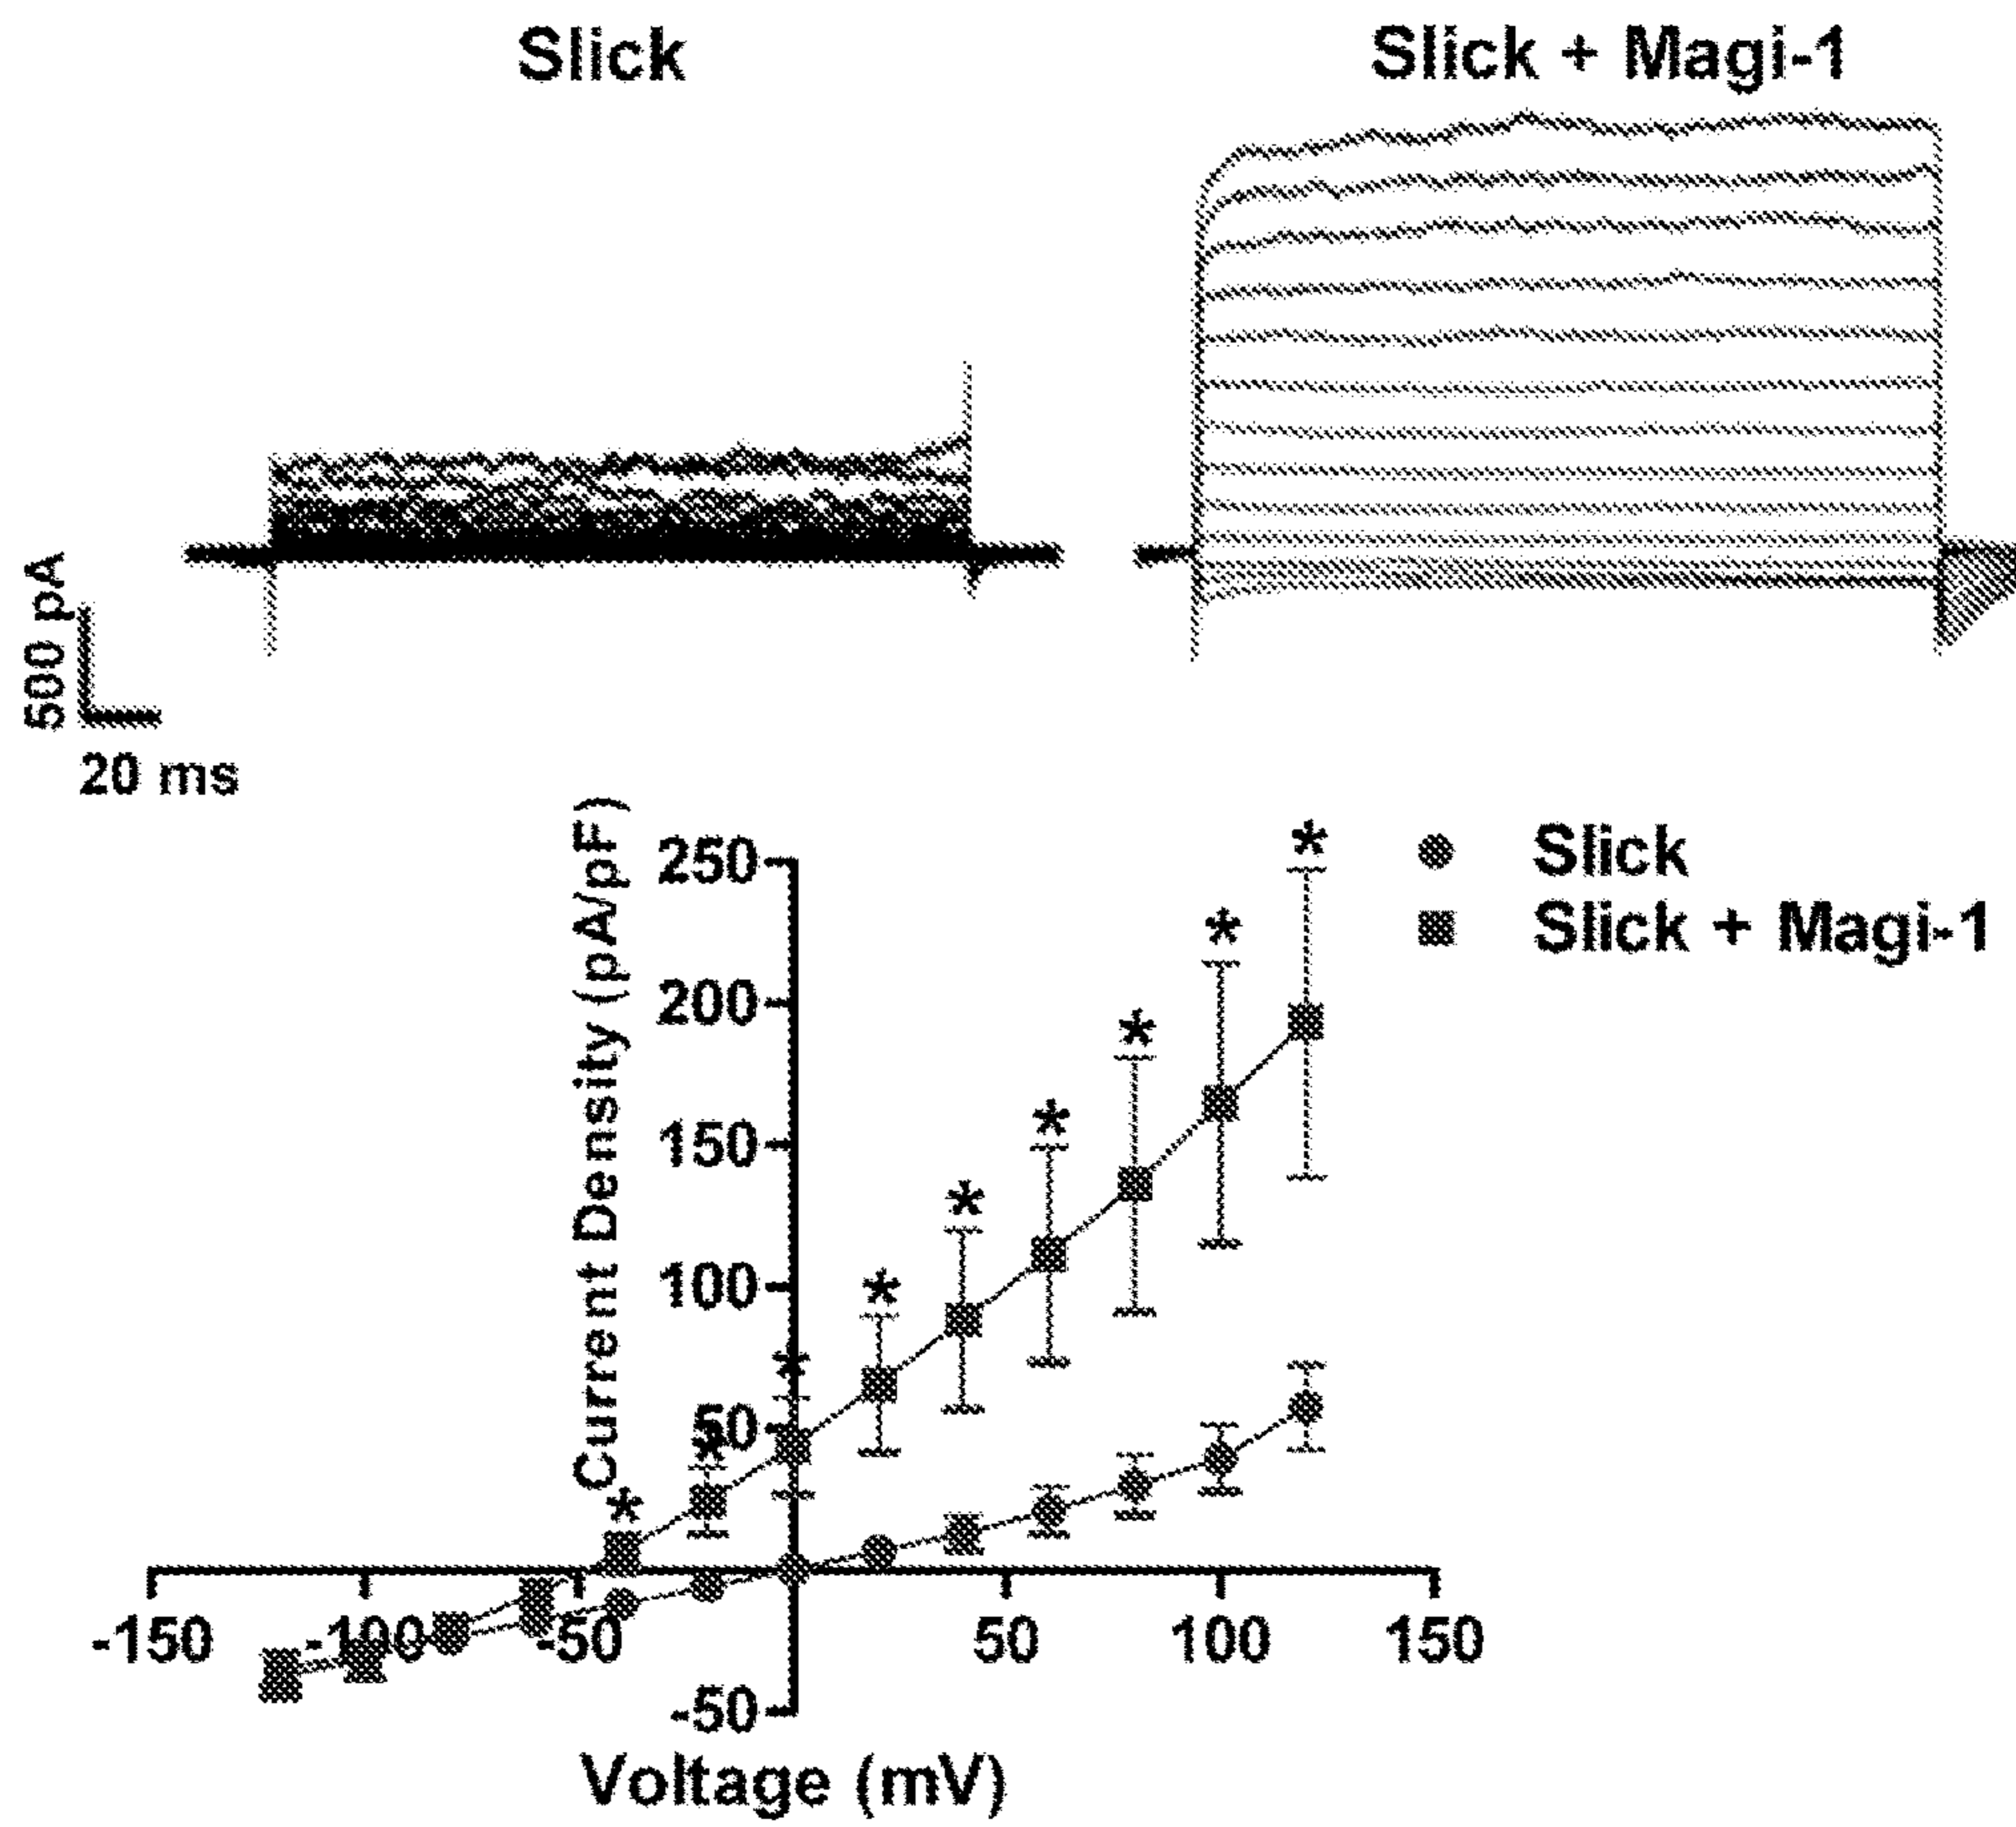 Slick
Slick + Magi-1
500 pA
20 ms
Current Density (pA/pF)
250
200
150
100
50
-50
* * * * * * * * *
Slick
Slick + Magi-1
-150 -100 -50 50 100 150
Voltage (mV)